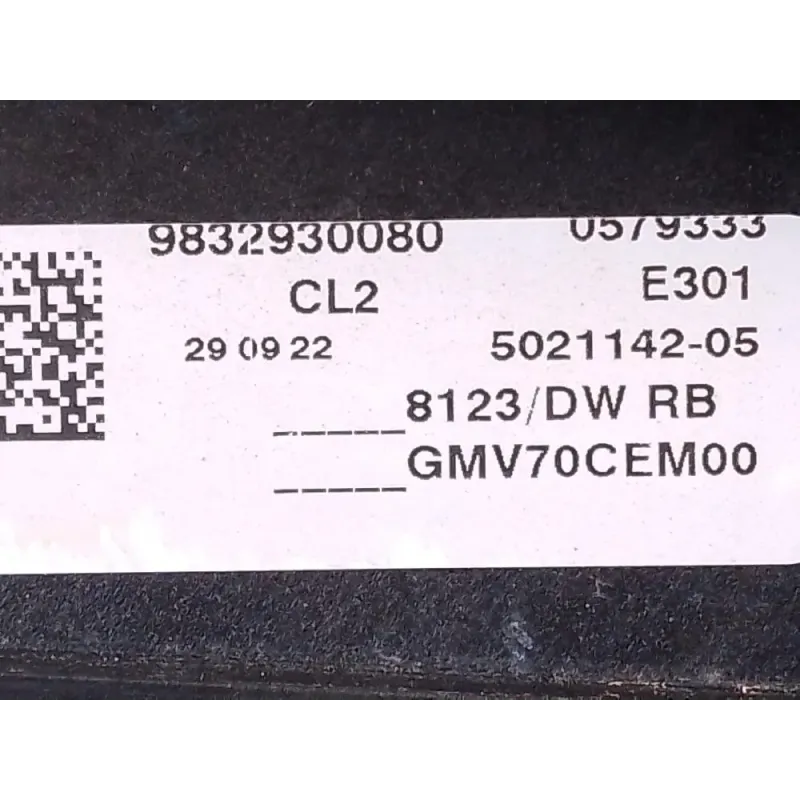 9832930080 0579333
CL2 E301
29 09 22 5021142-05
_____8123/DW RB
_____GMV70CEM00